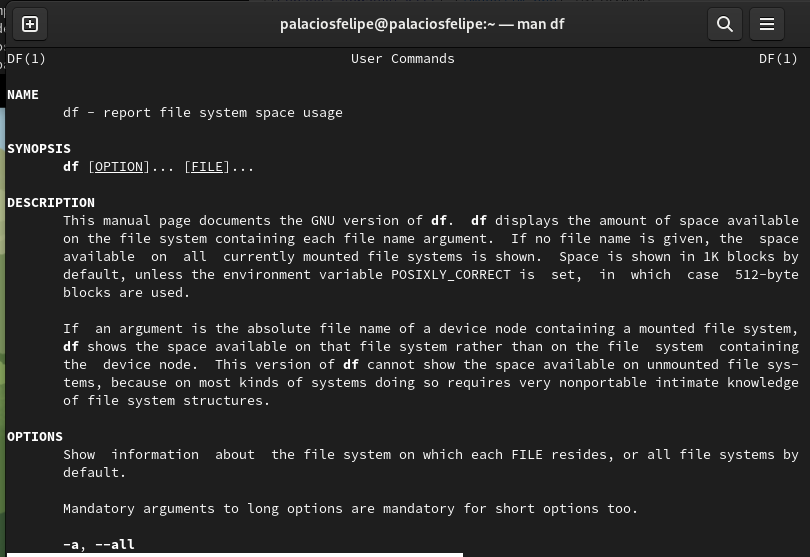 palaciosfelipe@palaciosfelipe:~ — man df
DF(1) User Commands DF(1)
NAME
df - report file system space usage
SYNOPSIS
df [OPTION]... [FILE]...
DESCRIPTION
This manual page documents the GNU version of df. df displays the amount of space available
on the file system containing each file name argument. If no file name is given, the space
available on all currently mounted file systems is shown. Space is shown in 1K blocks by
default, unless the environment variable POSIXLY_CORRECT is set, in which case 512-byte
blocks are used.
If an argument is the absolute file name of a device node containing a mounted file system,
df shows the space available on that file system rather than on the file system containing
the device node. This version of df cannot show the space available on unmounted file sys-
tems, because on most kinds of systems doing so requires very nonportable intimate knowledge
of file system structures.
OPTIONS
Show information about the file system on which each FILE resides, or all file systems by
default.
Mandatory arguments to long options are mandatory for short options too.
-a, --all